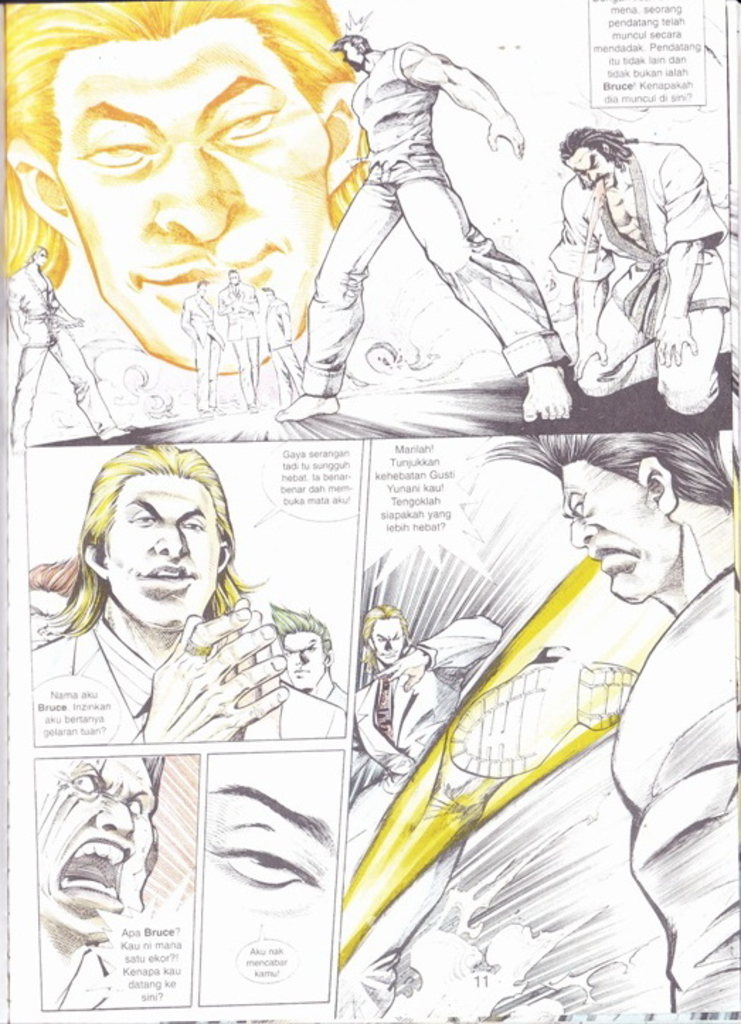 mena, seorang
pendatang telah
muncul secara
mendadak. Pendatang
itu tidak lain dan
tidak bukan ialah
Bruce! Kenapakah
dia muncul di sini?
Gaya serangan
tadi tu sungguh
hebat. Ia benar-
benar dah mem-
buka mata aku!
Nama aku
Bruce. Inzinkan
aku bertanya
gelaran tuan?
Marilah!
Tunjukkan
kehebatan Gusti
Yunani kau!
Tengoklah
siapakah yang
lebih hebat?
Apa Bruce?
Kau ni mana
satu ekor?!
Kenapa kau
datang ke
sini?
Aku nak
mencabar
kamu!
11